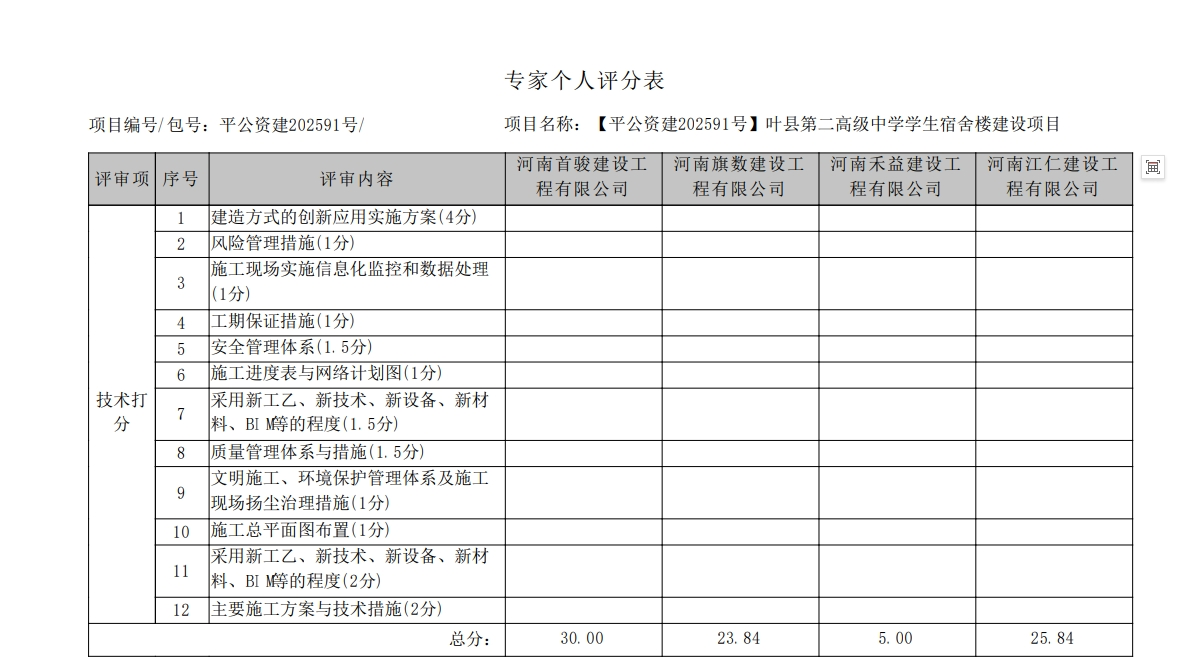 专家个人评分表
项目编号/包号：平公资建202591号/
项目名称：【平公资建202591号】叶县第二高级中学学生宿舍楼建设项目
评审项 序号 评审内容 河南首骏建设工程有限公司 河南旗数建设工程有限公司 河南禾益建设工程有限公司 河南江仁建设工程有限公司
技术打分
1 建造方式的创新应用实施方案(4分)
2 风险管理措施(1分)
3 施工现场实施信息化监控和数据处理
(1分)
4 工期保证措施(1分)
5 安全管理体系(1.5分)
6 施工进度表与网络计划图(1分)
7 采用新工乙、新技术、新设备、新材
料、BIM等的程度(1.5分)
8 质量管理体系与措施(1.5分)
9 文明施工、环境保护管理体系及施工
现场扬尘治理措施(1分)
10 施工总平面图布置(1分)
11 采用新工乙、新技术、新设备、新材
料、BIM等的程度(2分)
12 主要施工方案与技术措施(2分)
总分： 30.00 23.84 5.00 25.84